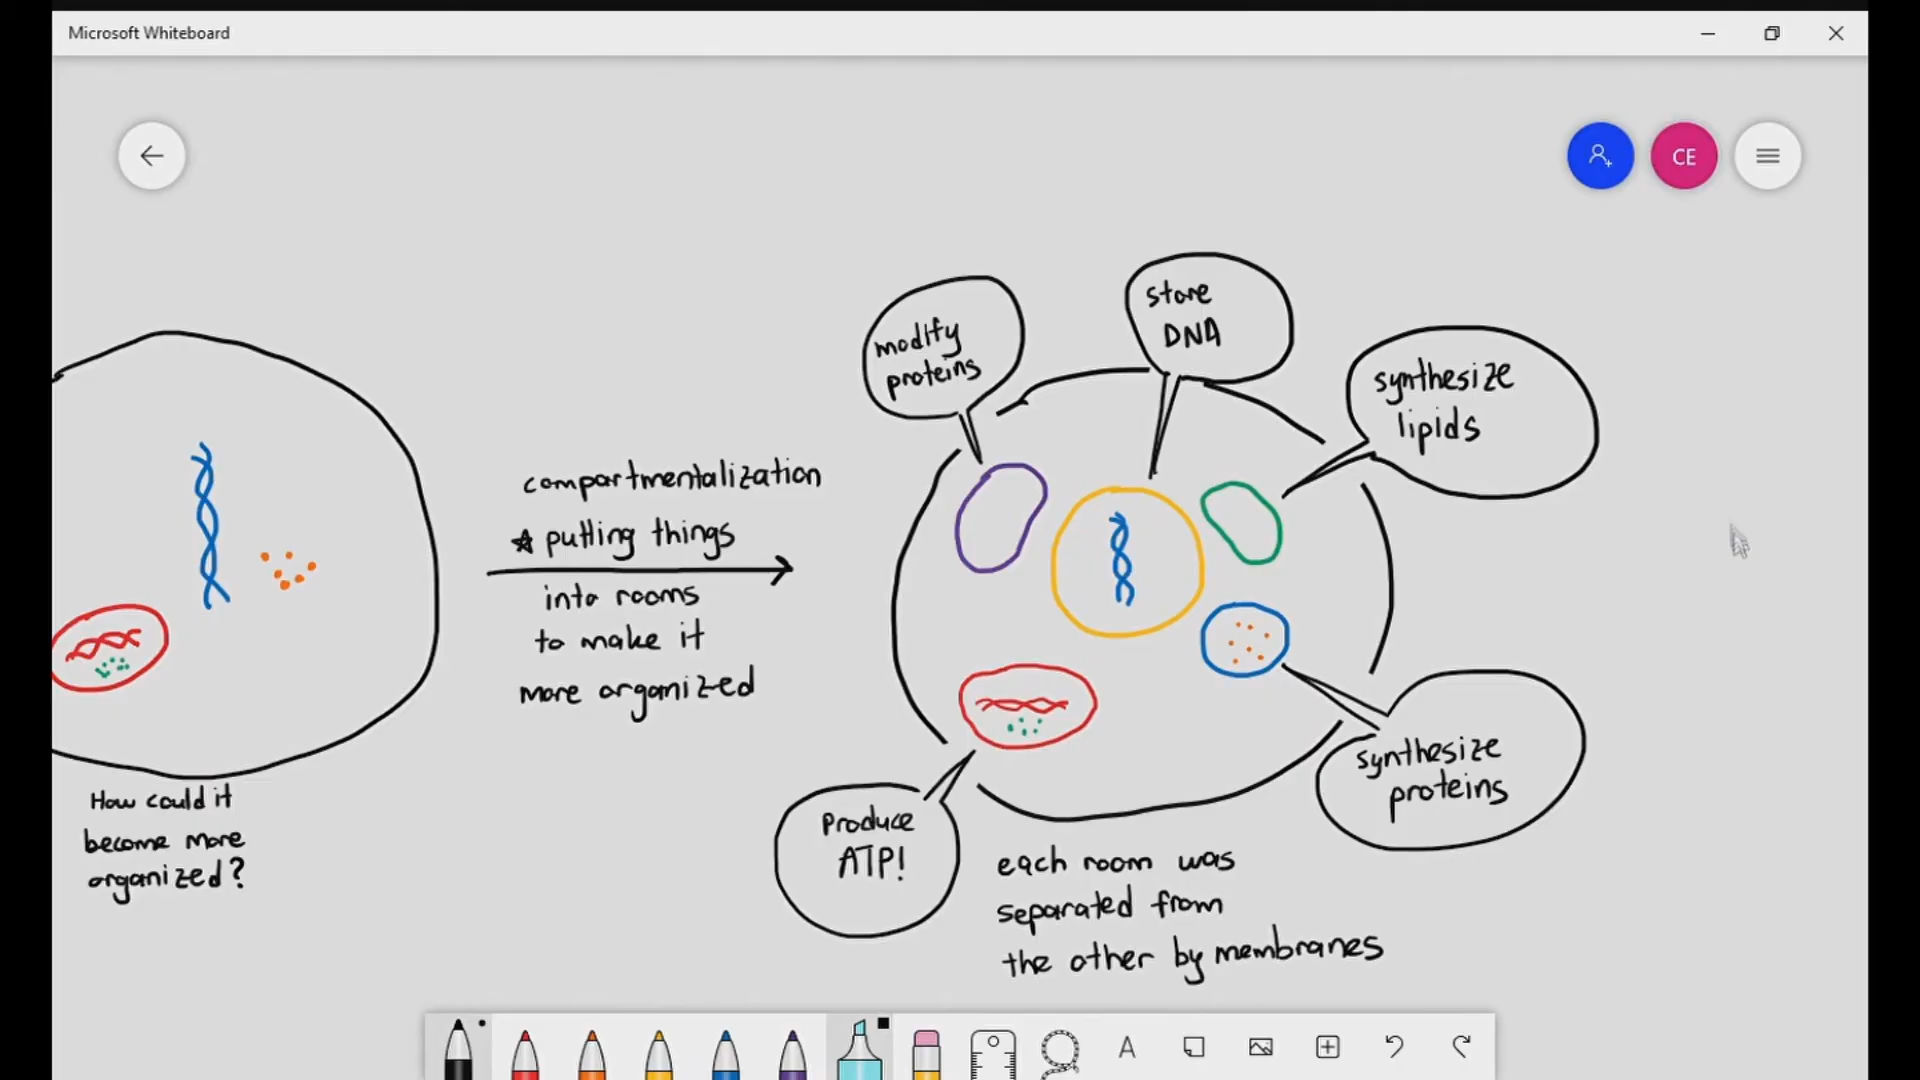 Microsoft Whiteboard
CE
modify
proteins
store
DNA
synthesize
lipids
compartmentalization
putting things
into rooms
to make it
more organized
How could it
become more
organized?
Produce
ATP!
synthesize
proteins
each room was
separated from
the other by membranes
A